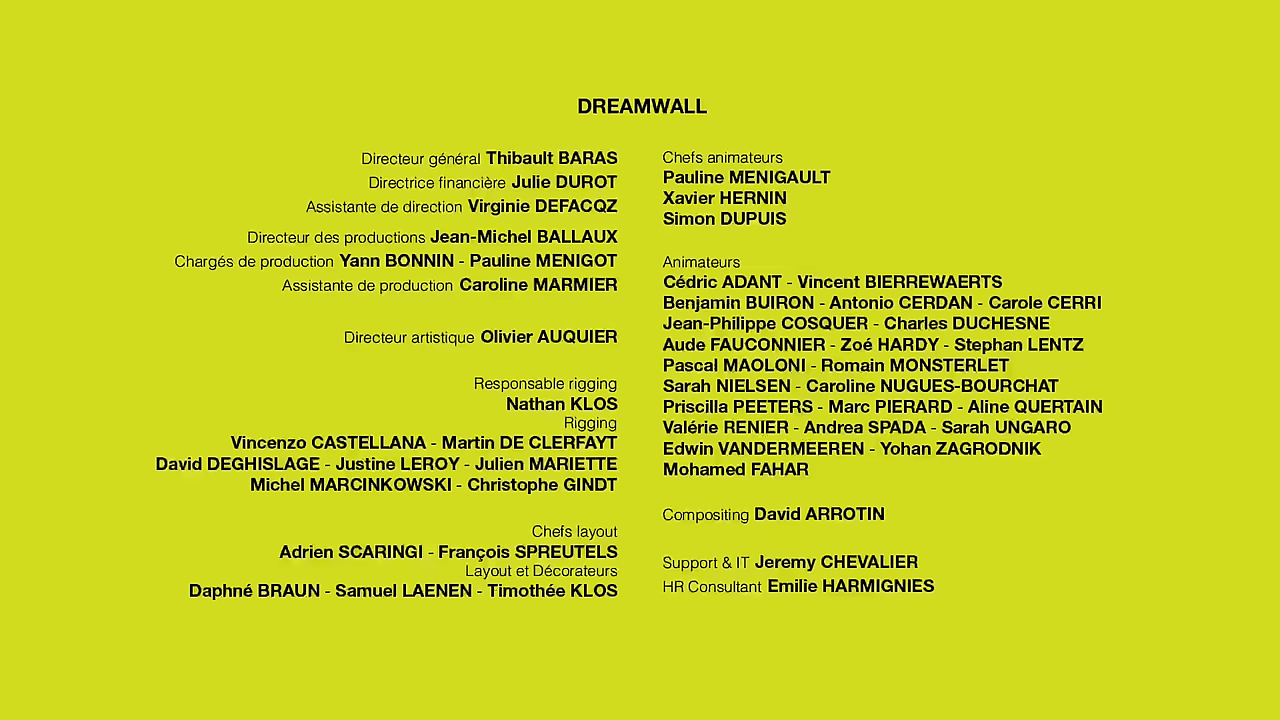 DREAMWALL
Directeur général Thibault BARAS
Directrice financière Julie DUROT
Assistante de direction Virginie DEFACQZ
Directeur des productions Jean-Michel BALLAUX
Chargés de production Yann BONNIN - Pauline MENIGOT
Assistante de production Caroline MARMIER
Directeur artistique Olivier AUQUIER
Responsable rigging
Nathan KLOS
Rigging
Vincenzo CASTELLANA - Martin DE CLERFAYT
David DEGHISLAGE - Justine LEROY - Julien MARIETTE
Michel MARCINKOWSKI - Christophe GINDT
Chefs layout
Adrien SCARINGI - François SPREUTELS
Layout et Décorateurs
Daphné BRAUN - Samuel LAENEN - Timothée KLOS
Chefs animateurs
Pauline MENIGAULT
Xavier HERNIN
Simon DUPUIS
Animateurs
Cédric ADANT - Vincent BIERREWAERTS
Benjamin BUIRON - Antonio CERDAN - Carole CERRI
Jean-Philippe COSQUER - Charles DUCHESNE
Aude FAUCONNIER - Zoé HARDY - Stephan LENTZ
Pascal MAOLONI - Romain MONSTERLET
Sarah NIELSEN - Caroline NUGUES-BOURCHAT
Priscilla PEETERS - Marc PIERARD - Aline QUERTAIN
Valérie RENIER - Andrea SPADA - Sarah UNGARO
Edwin VANDERMEEREN - Yohan ZAGRODNIK
Mohamed FAHAR
Compositing David ARROTIN
Support & IT Jeremy CHEVALIER
HR Consultant Emilie HARMIGNIES